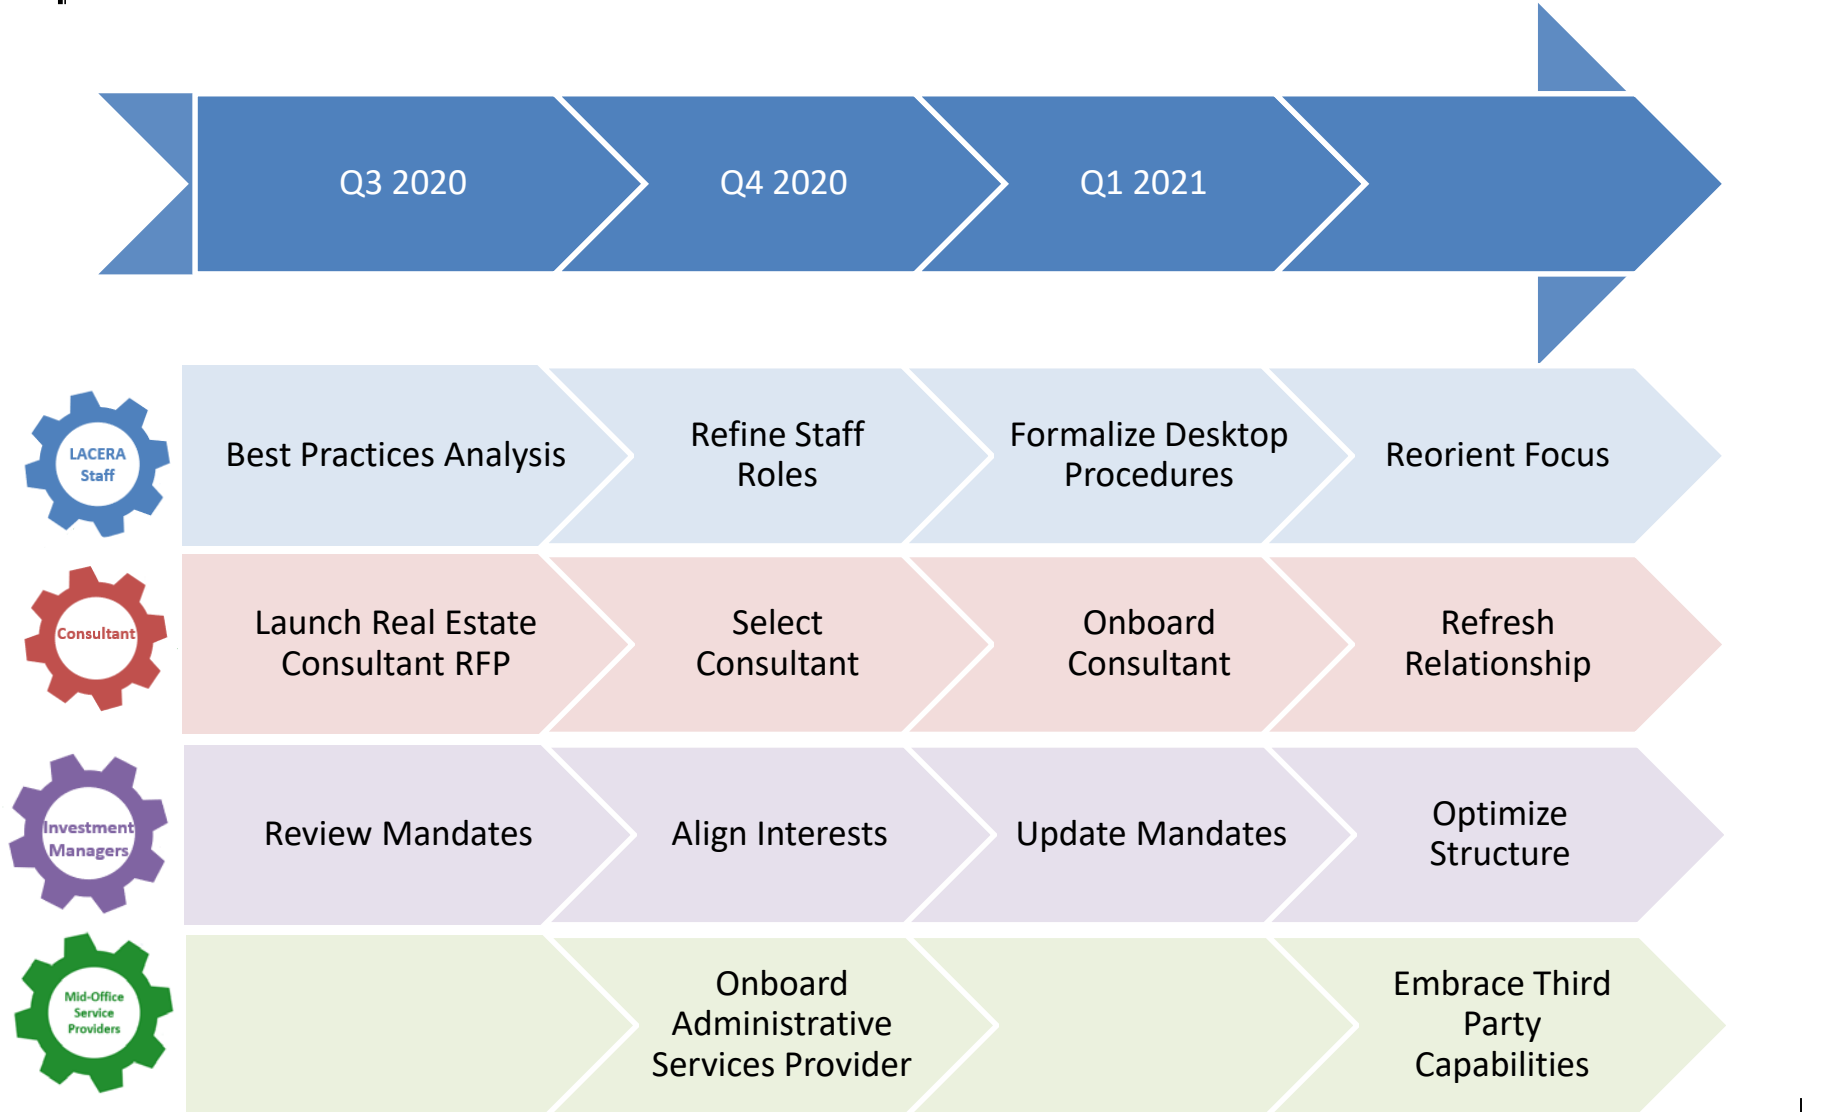 Q3 2020
Q4 2020
Q1 2021
LACERA
Staff
Best Practices Analysis
Refine Staff
Roles
Formalize Desktop
Procedures
Reorient Focus
Consultant
Launch Real Estate
Consultant RFP
Select
Consultant
Onboard
Consultant
Refresh
Relationship
Investment
Managers
Review Mandates
Align Interests
Update Mandates
Optimize
Structure
Mid-Office
Service
Providers
Onboard
Administrative
Services Provider
Embrace Third
Party
Capabilities